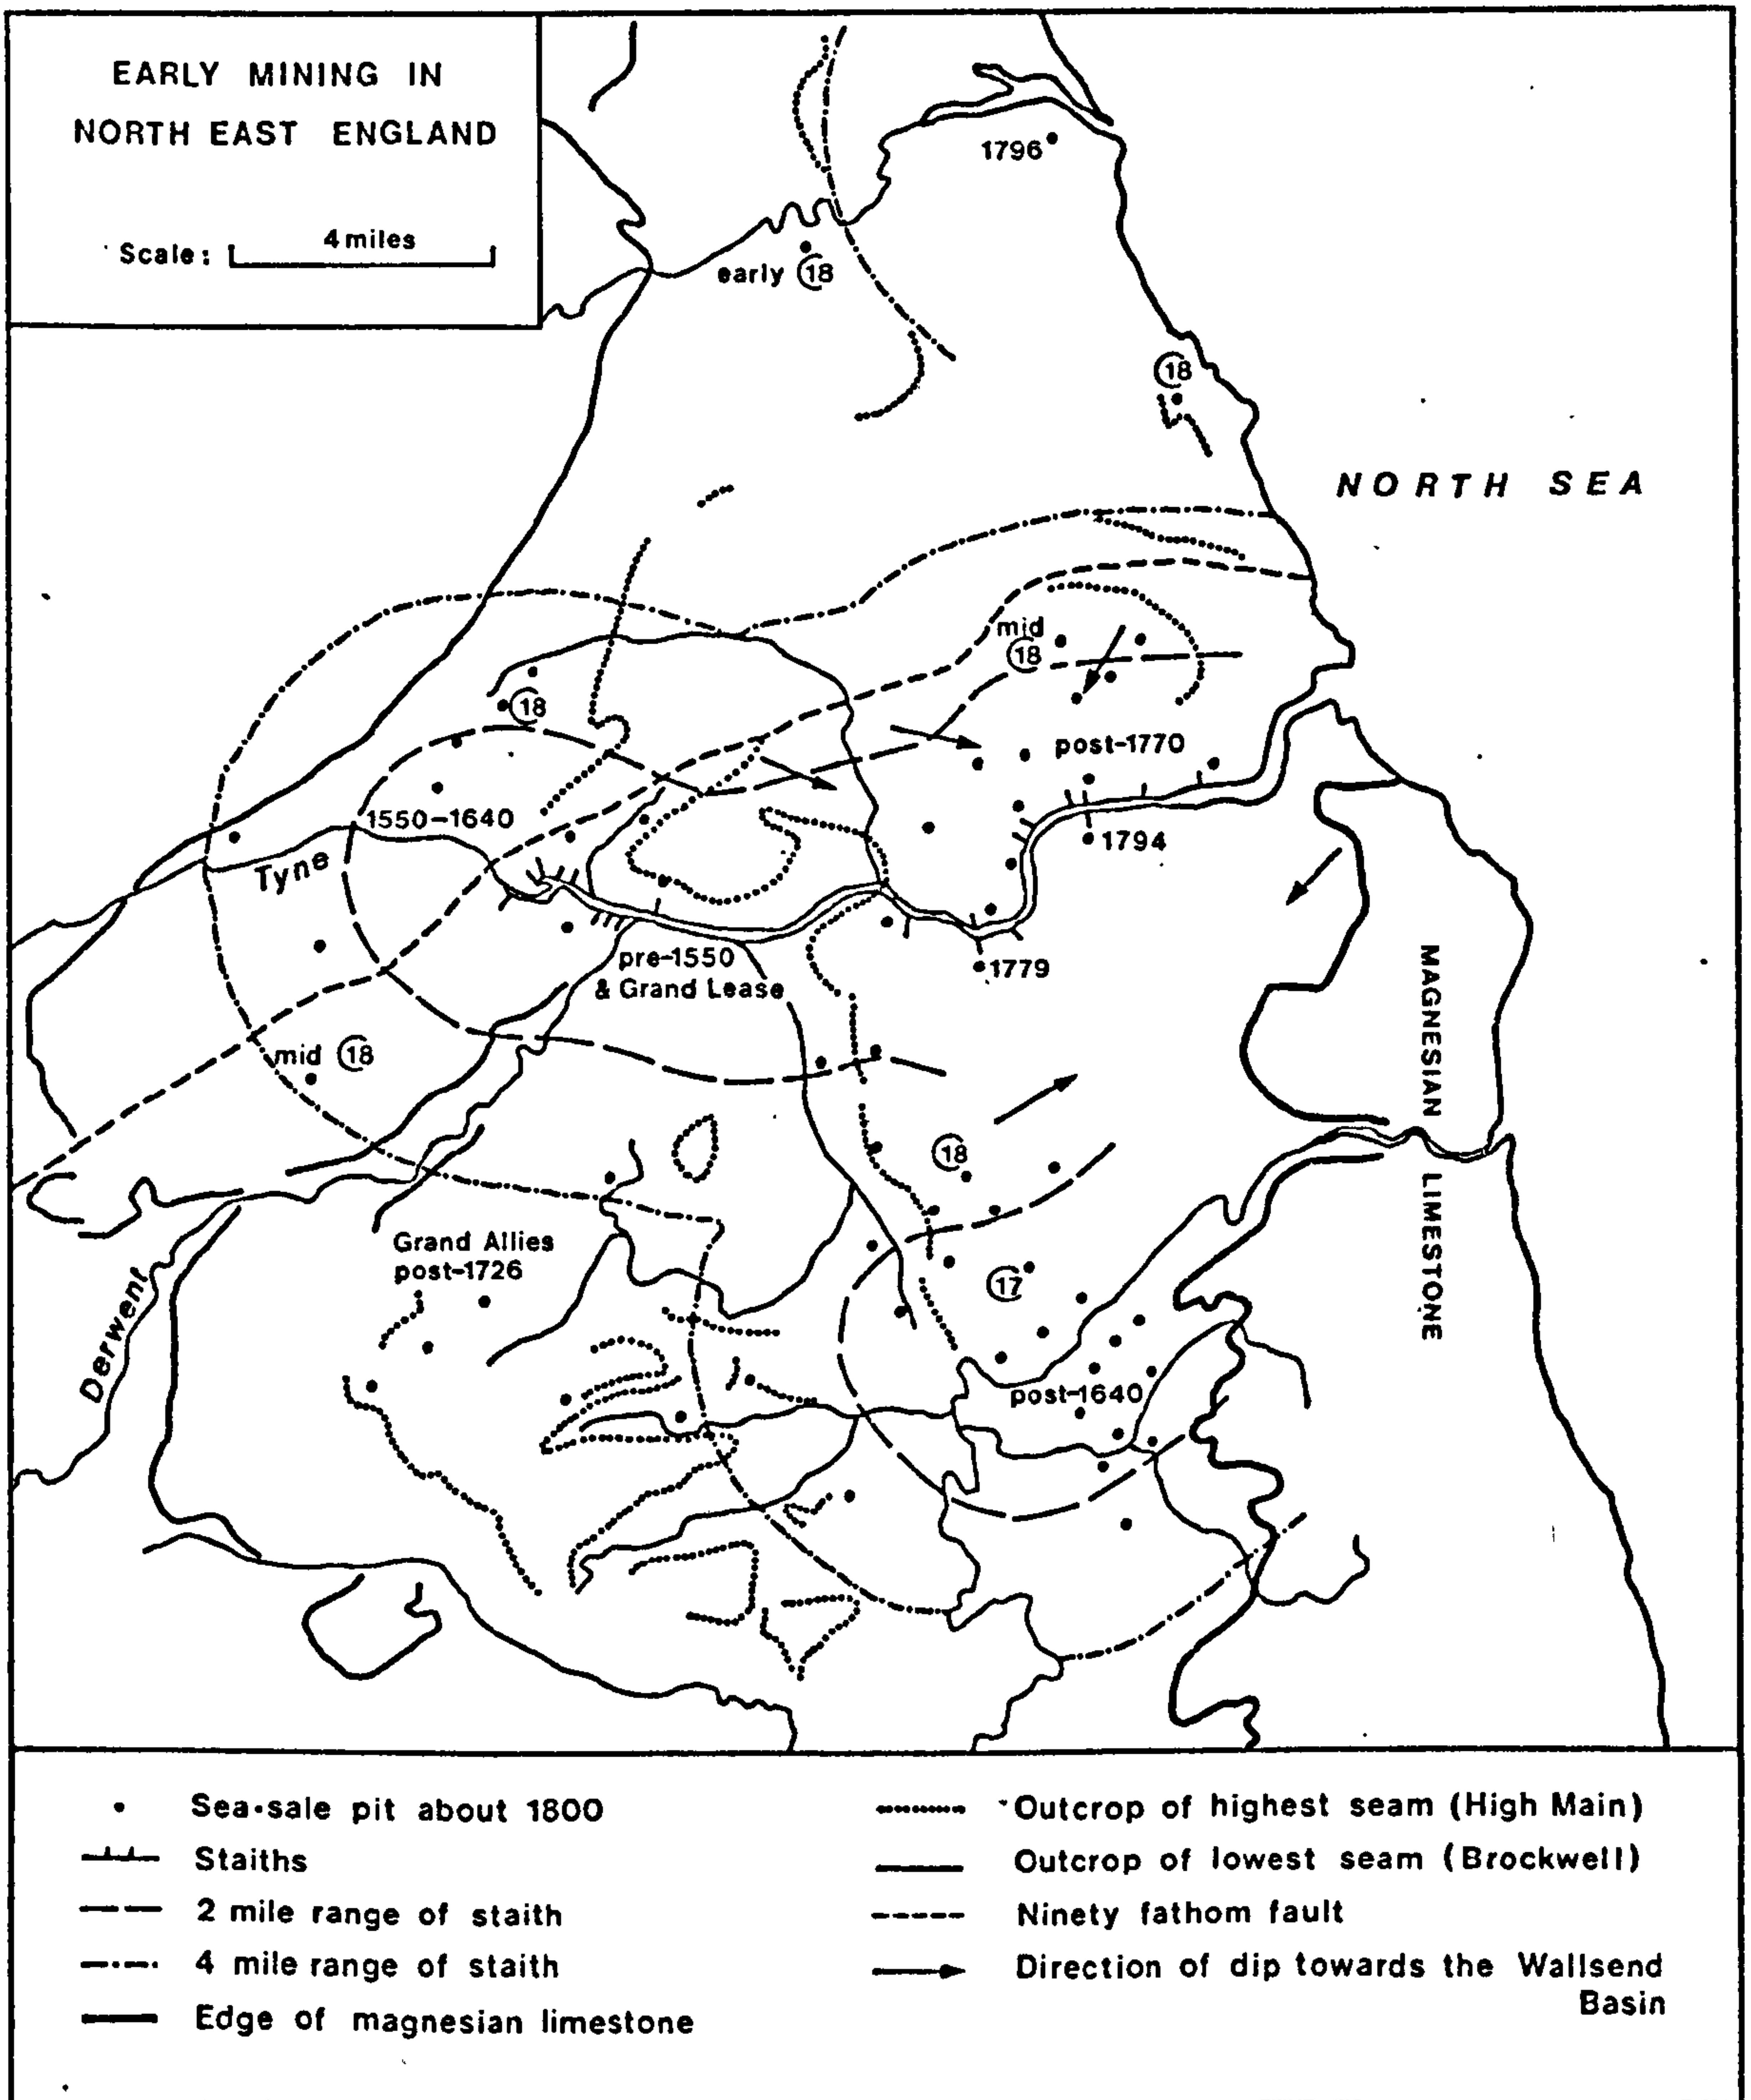 EARLY MINING IN
NORTH EAST ENGLAND
Scale: 4 miles
1796
early 18
18
NORTH SEA
mid
18
18
post-1770
1550-1640
1794
Tyne
pre-1550
& Grand Lease
1779
mid 18
MAGNESIAN LIMESTONE
18
Grand Allies
post-1726
17
Derwent
post-1640
Sea-sale pit about 1800
Staiths
2 mile range of staith
4 mile range of staith
Edge of magnesian limestone
Outcrop of highest seam (High Main)
Outcrop of lowest seam (Brockwell)
Ninety fathom fault
Direction of dip towards the Wallsend
Basin